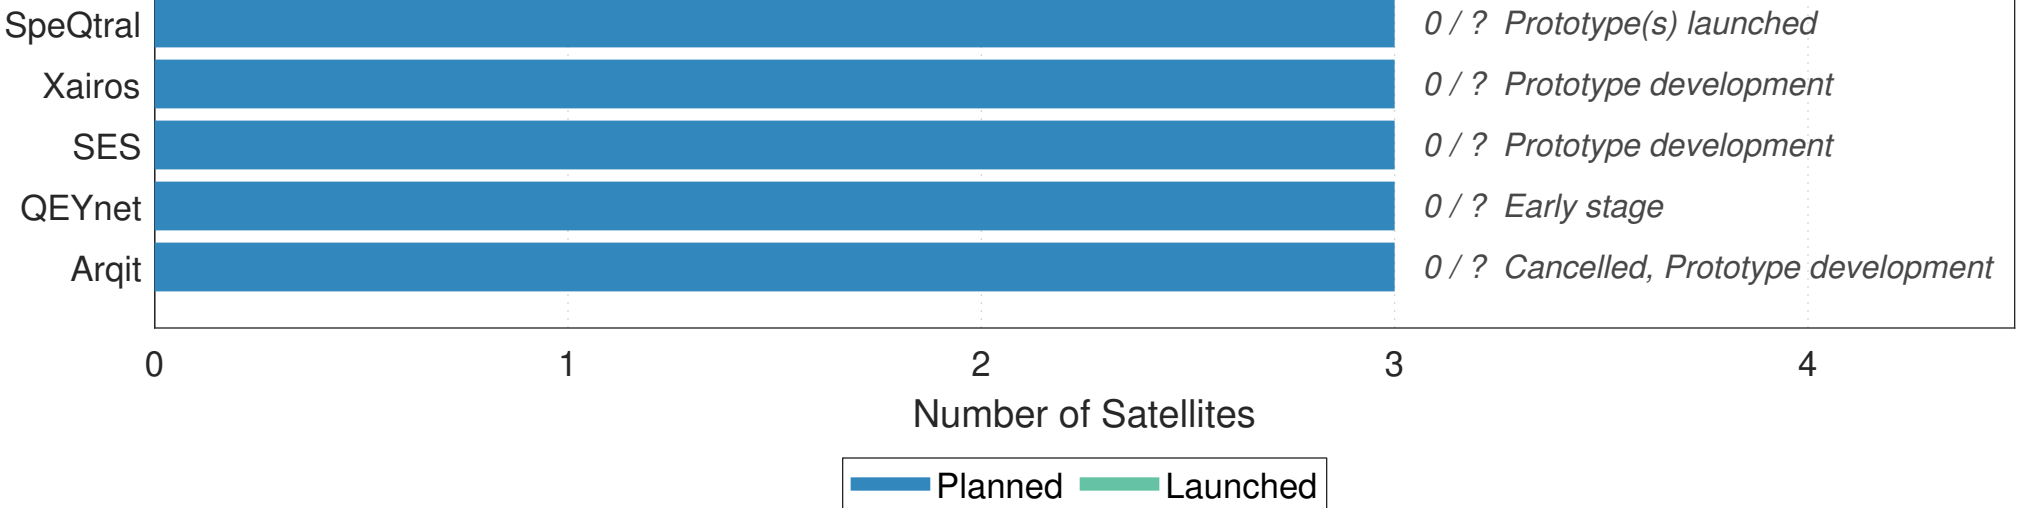 SpeQtral 0 / ? Prototype(s) launched
Xairos 0 / ? Prototype development
SES 0 / ? Prototype development
QEYnet 0 / ? Early stage
Arqit 0 / ? Cancelled, Prototype development
0 1 2 3 4
Number of Satellites
Planned Launched